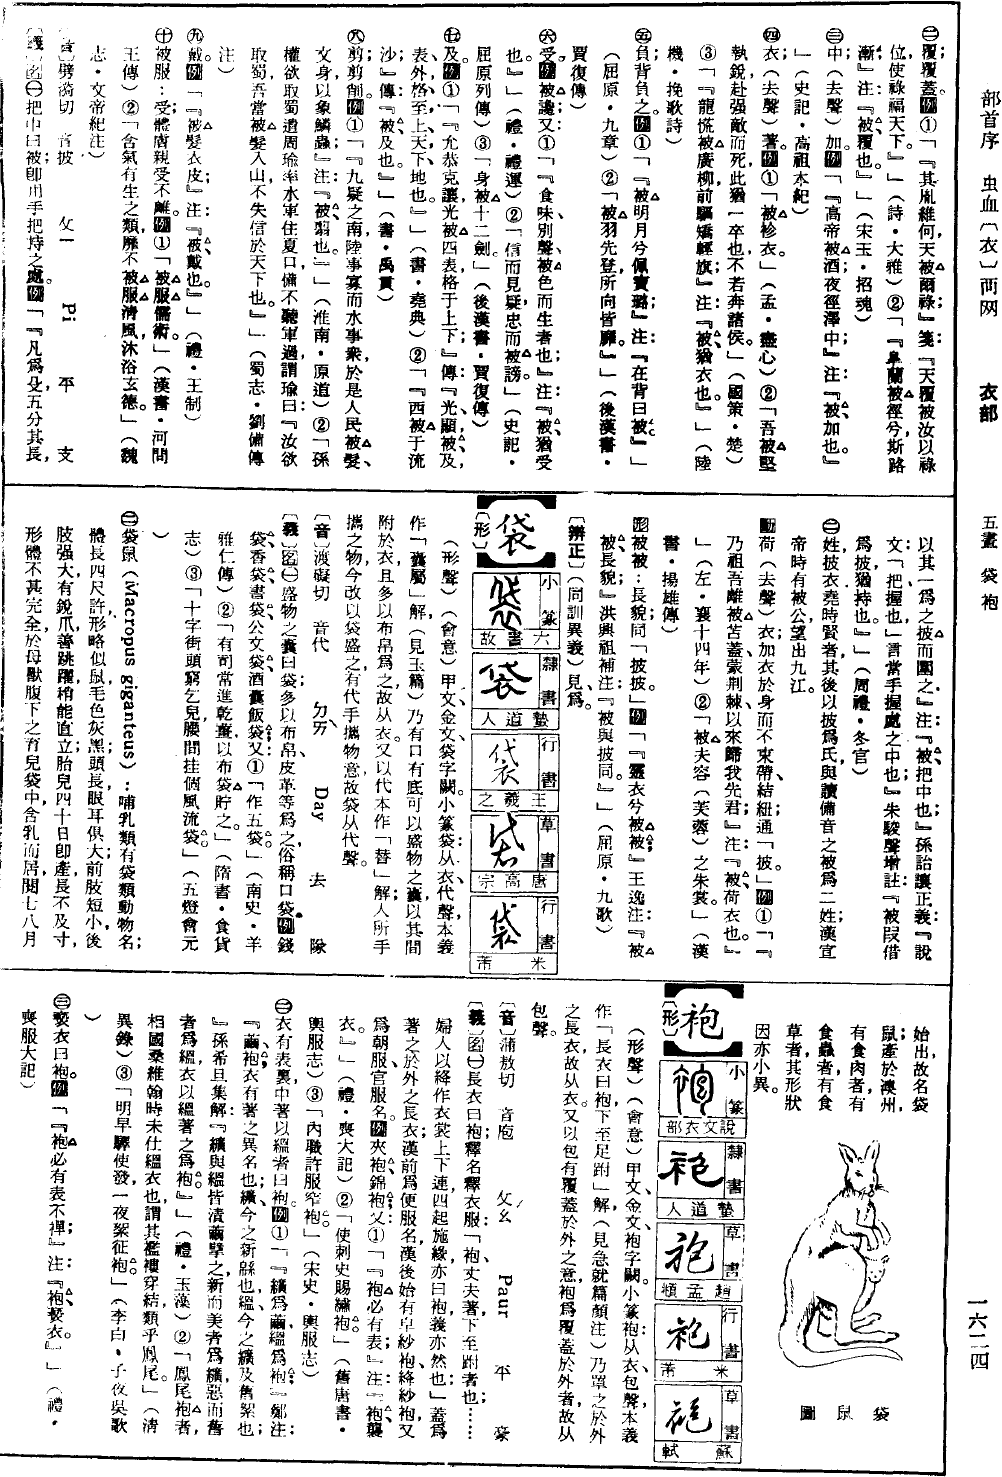 部首序　虫血〔衣〕襾网　衣部　五畫　袋袍　一六二四
㊁覆；覆蓋。例①「『其胤維何，天被爾祿』箋：『天覆被汝以祿
位，使祿福天下。』」（詩・大雅）②「『皋蘭被徑兮，斯路
漸』注：『被，覆也。』」（宋玉・招魂）
㊂中（去聲）；加。例「『高帝被酒，夜徑澤中』注：『被，加也。』
」（史記・高祖本紀）
㊃衣（去聲）；著。例①「被袗衣。」（孟・盡心）②「吾被堅
執銳，赴强敵而死，此猶一卒也，不若奔諸侯。」（國策・楚）
③「『龍慌被廣柳，前驅矯輕旗』注：『被，猶衣也。』」（陸
機・挽歌詩）
㊄負；背負之。例①「『被明月兮佩寶璐』注：『在背曰被。』」
（屈原・九章）②「被羽先登，所向皆靡。」（後漢書・
賈復傳）
㊅受；被讒。又：①「『食味別聲被色而生者也』注：『被，猶受
也。』」（禮・禮運）②「信而見疑，忠而被謗。」（史記・
屈原列傳）③「身被十二劍。」（後漢書・賈復傳）
㊆及。例①「『允恭克讓，光被四表，格于上下』傳：『光，顯；被，及，
表，外；格，至；上，天；下，地也。』」（書・堯典）②「『西被于流
沙』傳：『被，及也。』」（書・禹貢）
㊇剪；剪削。例①「『九疑之南，陸事寡而水事衆，於是人民被髮
文身，以象鱗蟲』注：『被，翦也。』」（淮南・原道）②「孫
權欲取蜀，遣周瑜率水軍住夏口，備不聽軍過，謂瑜曰：『汝欲
取蜀，吾當被髮入山，不失信於天下也。』」（蜀志・劉備傳
注）
㊈戴。例「『被髮衣皮』注：『被，戴也。』」（禮・王制）
㊉被服：受；體膚親受不離。例①「被服儒術。」（漢書・河間
王傳）②「含氣有生之類，靡不被服清風，沐浴玄德。」（魏
志・文帝紀注）
〔音〕劈漪切　音披　ㄆㄧ　Pi　平　支
〔義〕㊀把中曰被；卽用手把持之處。例「『凡爲殳，五分其長，
以其一爲之披而圍之』注：『被，把中也。』孫詒讓正義：『說
文：「把，握也。」言當手握處之中也。』朱駿聲增註：『被，叚借
爲披，猶持也。』」（周禮・冬官）
㊁姓，披衣，堯時賢者，其後以披爲氏，與讀備音之被爲二姓，漢宣
帝時有被公，望出九江。
動荷（去聲）衣；加衣於身而不束帶結紐，通「披」。例①「『
乃祖吾離被苫蓋，蒙荆棘，以來歸我先君』注：『被，荷衣也。』
」（左・襄十四年）②「被夫容（芙蓉）之朱裳。」（漢
書・揚雄傳）
形被被：長貌，同「披披」。例「『靈衣兮被被』王逸注：『被
被，長貌。』洪興祖補注：『被與披同。』」（屈原・九歌）
〔辨正〕（同訓異義）見「爲」。
袋
〔形〕
小篆　六書故
隸書　蟄道人
行書　王羲之
草書　唐高宗
行書　米芾
（形聲）（會意）甲文、金文袋字闕。小篆袋：从衣，代聲，本義
作「囊屬」解（見玉篇）乃有口有底可以盛物之囊，以其間
附於衣，且多以布帛爲之，故从衣。又以代本作「替」解，人所手
攜之物，今改以袋盛之，有代手攜物意，故袋从代聲。
〔音〕渡礙切　音代　ㄉㄞˋ　Day　去　隊
〔義〕名㊀盛物之囊曰袋，多以布帛皮革等爲之，俗稱口袋。例錢
袋，香袋，書袋，公文袋，酒囊飯袋。又：①「作五袋。」（南史・羊
雅仁傳）②「有司常進乾薑，以布袋貯之。」（隋書・食貨
志）③「十字街頭窮乞兒，腰間挂個風流袋。」（五燈會元
）
㊁袋鼠（Macropus giganteus）：哺乳類有袋類動物名；
體長四尺許，形略似鼠，毛色灰黑，頭長，眼耳俱大，前肢短小，後
肢强大有銳爪，善跳躍，梢能直立，胎兒四十日卽產，長不及寸，
形體不甚完全，於母獸腹下之育兒袋中含乳而居，閱七八月
始出，故名袋
鼠；產於澳州，
有食肉者，有
食蟲者，有食
草者，其形狀
因亦小異。
袋鼠圖
袍
〔形〕
小篆　說文衣部
隸書　蟄道人
草書　趙孟頫
行書　米芾
草書　蘇軾
（形聲）（會意）甲文、金文袍字闕。小篆袍：从衣，包聲，本義
作「長衣曰袍，下至足跗」解，（見急就篇顏注）乃罩之於外
之長衣，故从衣。又以包有覆蓋於外之意，袍爲覆蓋於外者，故从
包聲。
〔音〕蒲敖切　音庖　ㄆㄠˊ　Paur　平　豪
〔義〕名㊀長衣曰袍；釋名釋衣服：「袍，丈夫著，下至跗者也；……
婦人以絳作衣裳，上下連，四起施緣，亦曰袍，義亦然也。」蓋爲
著之於外之長衣，漢前爲便服名，漢後始有皁紗袍、絳紗袍，又
爲朝服官服名。例夾袍，錦袍。又：①「『袍必有表』注：『袍，褻
衣。』」（禮・喪大記）②「使刺史賜繡袍。」（舊唐書・
輿服志）③「內職許服窄袍。」（宋史・輿服志）
㊁衣有表裏，中著以縕者曰袍。例①「『纊爲繭，縕爲袍』鄭注：
『繭、袍，衣有著之異名也，纊，今之新緜也，縕，今之纊及舊絮也
』孫希旦集解：『纊與縕皆漬繭擘之，新而美者爲纊，惡而舊
者爲縕，衣以縕著之爲袍。』」（禮・玉藻）②「鳳尾袍者，
相國桑維翰時未仕，縕衣也，謂其襤褸穿結，類乎鳳尾。」（清
異錄）③「明早驛使發，一夜絮征袍。」（李白・子夜吳歌
）
㊂褻衣曰袍。例「『袍必有表不襌』注：『袍，褻衣。』」（禮・
喪服大記）